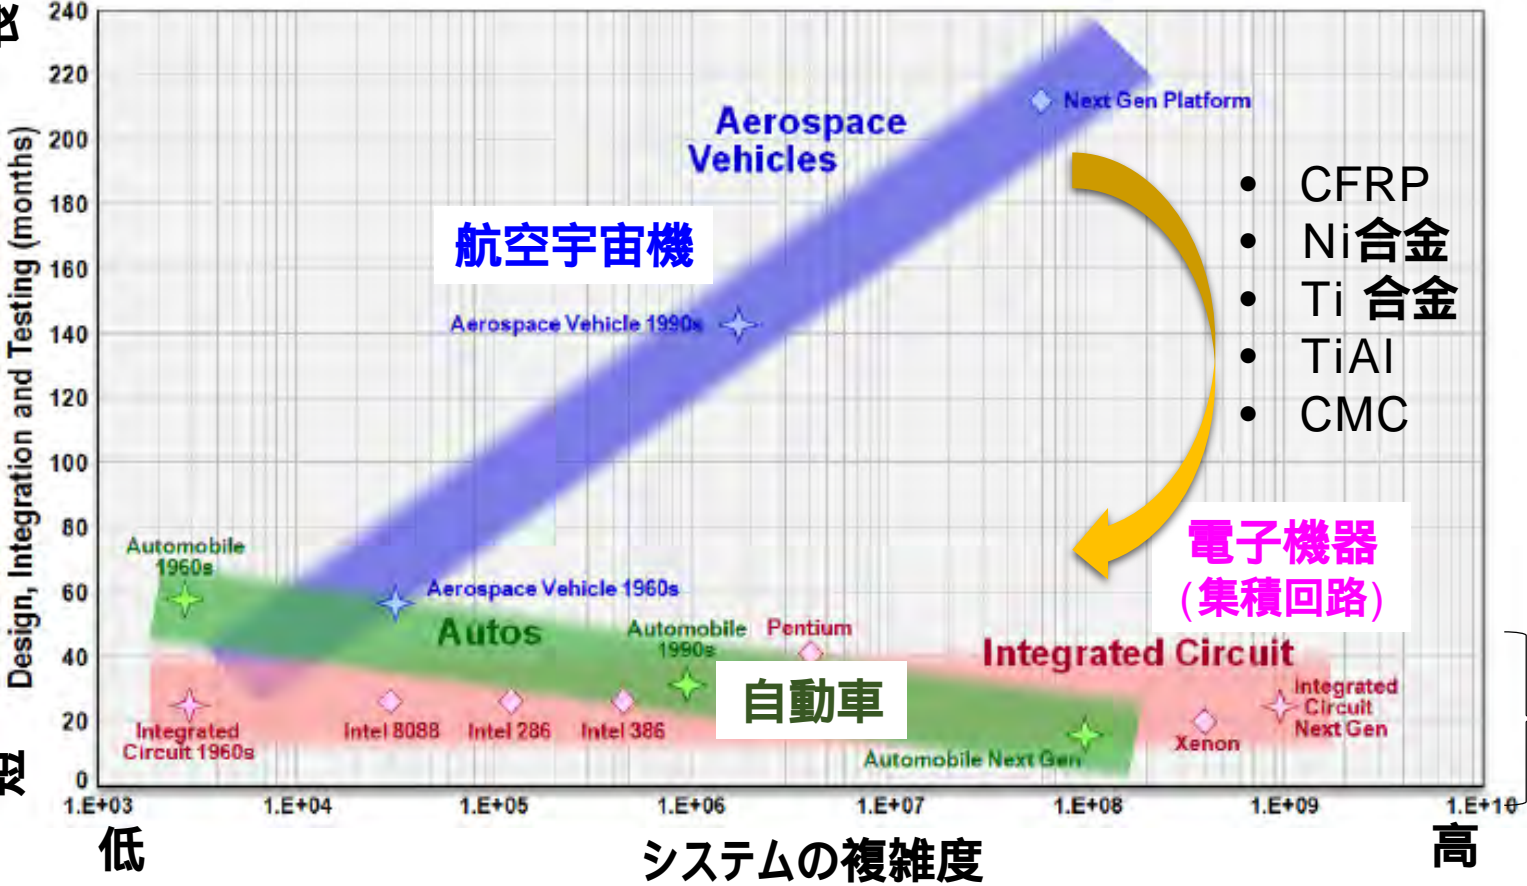 240
220
200
180
160
140
120
100
80
60
40
20
0
Design, Integration and Testing (months)
短
Aerospace
Vehicles
Next Gen Platform
航空宇宙機
Aerospace Vehicle 1990s
• CFRP
• Ni合金
• Ti 合金
• TiAl
• CMC
Automobile
1960s
Aerospace Vehicle 1960s
Autos
Automobile
1990s
Pentium
電子機器
(集積回路)
Integrated Circuit
自動車
Integrated
Circuit 1960s
Intel 8088
Intel 286
Intel 386
Automobile Next Gen
Xenon
Integrated
Circuit
Next Gen
1.E+03
1.E+04
1.E+05
1.E+06
1.E+07
1.E+08
1.E+09
1.E+10
低
システムの複雑度
高